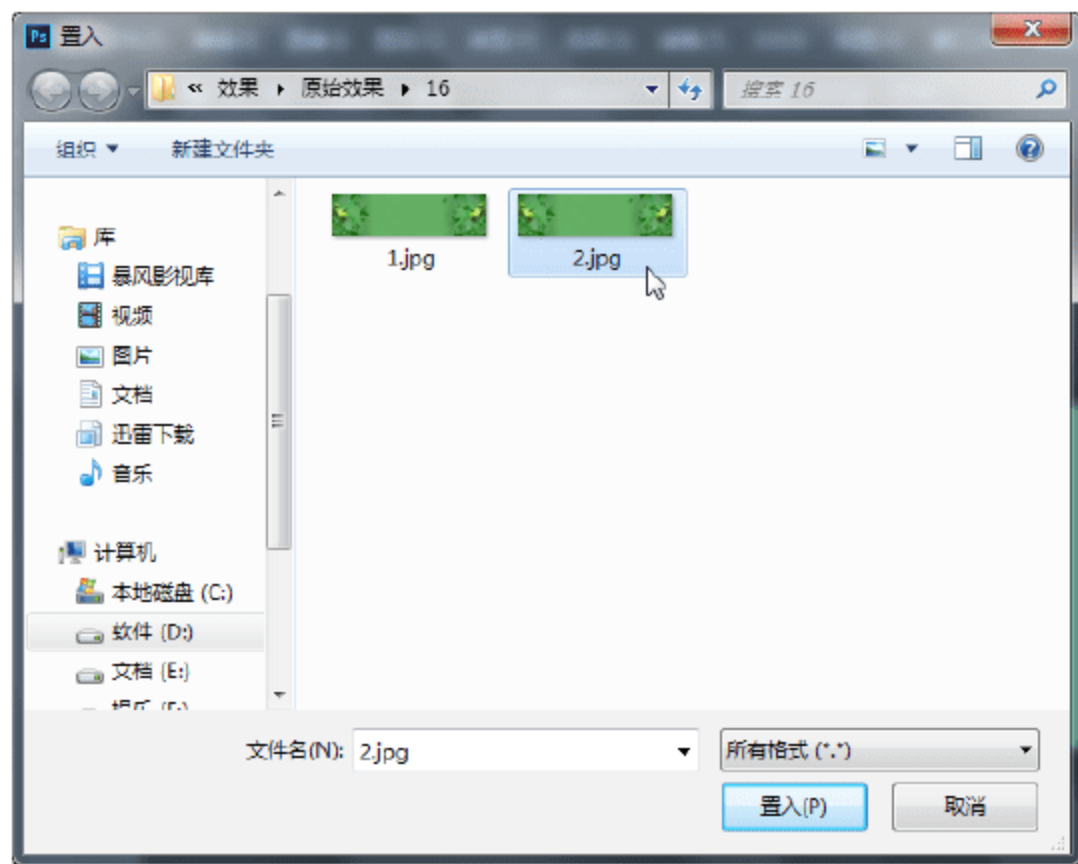 Ps 置入
« 效果 ▸ 原始效果 ▸ 16
搜索 16
组织 新建文件夹
库
暴风影视库
视频
图片
文档
迅雷下载
音乐
计算机
本地磁盘 (C:)
软件 (D:)
文档 (E:)
1.jpg
2.jpg
文件名(N): 2.jpg
所有格式 (*.*)
置入(P)
取消